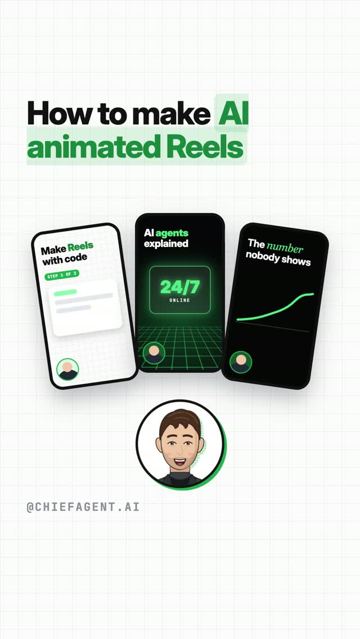 How to make AI
animated Reels
Make Reels
with code
STEP 1 OF 3
AI agents
explained
24/7
ONLINE
The number
nobody shows
@CHIEFAGENT.AI